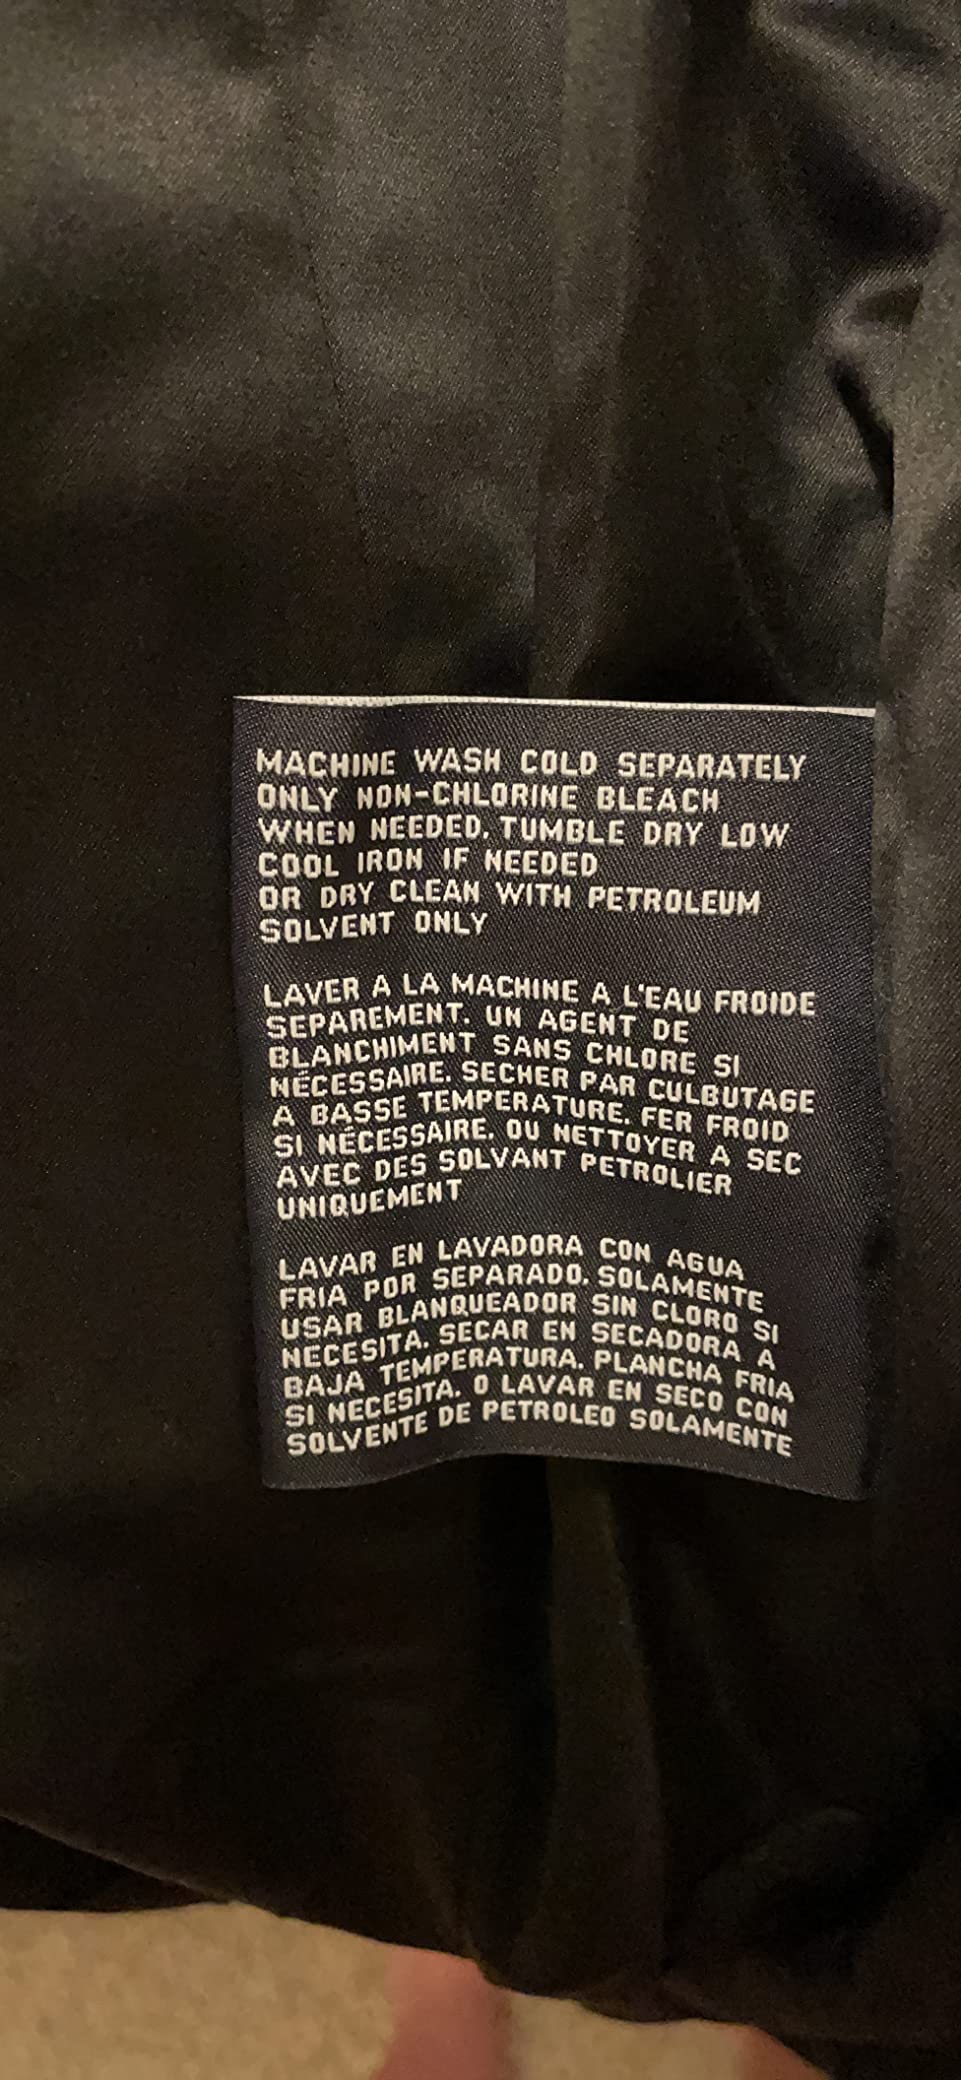 MACHINE WASH COLD SEPARATELY
ONLY NON-CHLORINE BLEACH
WHEN NEEDED. TUMBLE DRY LOW
COOL IRON IF NEEDED
OR DRY CLEAN WITH PETROLEUM
SOLVENT ONLY
LAVER A LA MACHINE A L'EAU FROIDE
SEPAREMENT. UN AGENT DE
BLANCHIMENT SANS CHLORE SI
NÉCESSAIRE. SECHER PAR CULBUTAGE
A BASSE TEMPERATURE. FER FROID
SI NÉCESSAIRE. OU NETTOYER A SEC
AVEC DES SOLVANT PETROLIER
UNIQUEMENT
LAVAR EN LAVADORA CON AGUA
FRIA POR SEPARADO. SOLAMENTE
USAR BLANQUEADOR SIN CLORO SI
NECESITA. SECAR EN SECADORA A
BAJA TEMPERATURA. PLANCHA FRIA
SI NECESITA. O LAVAR EN SECO CON
SOLVENTE DE PETROLEO SOLAMENTE